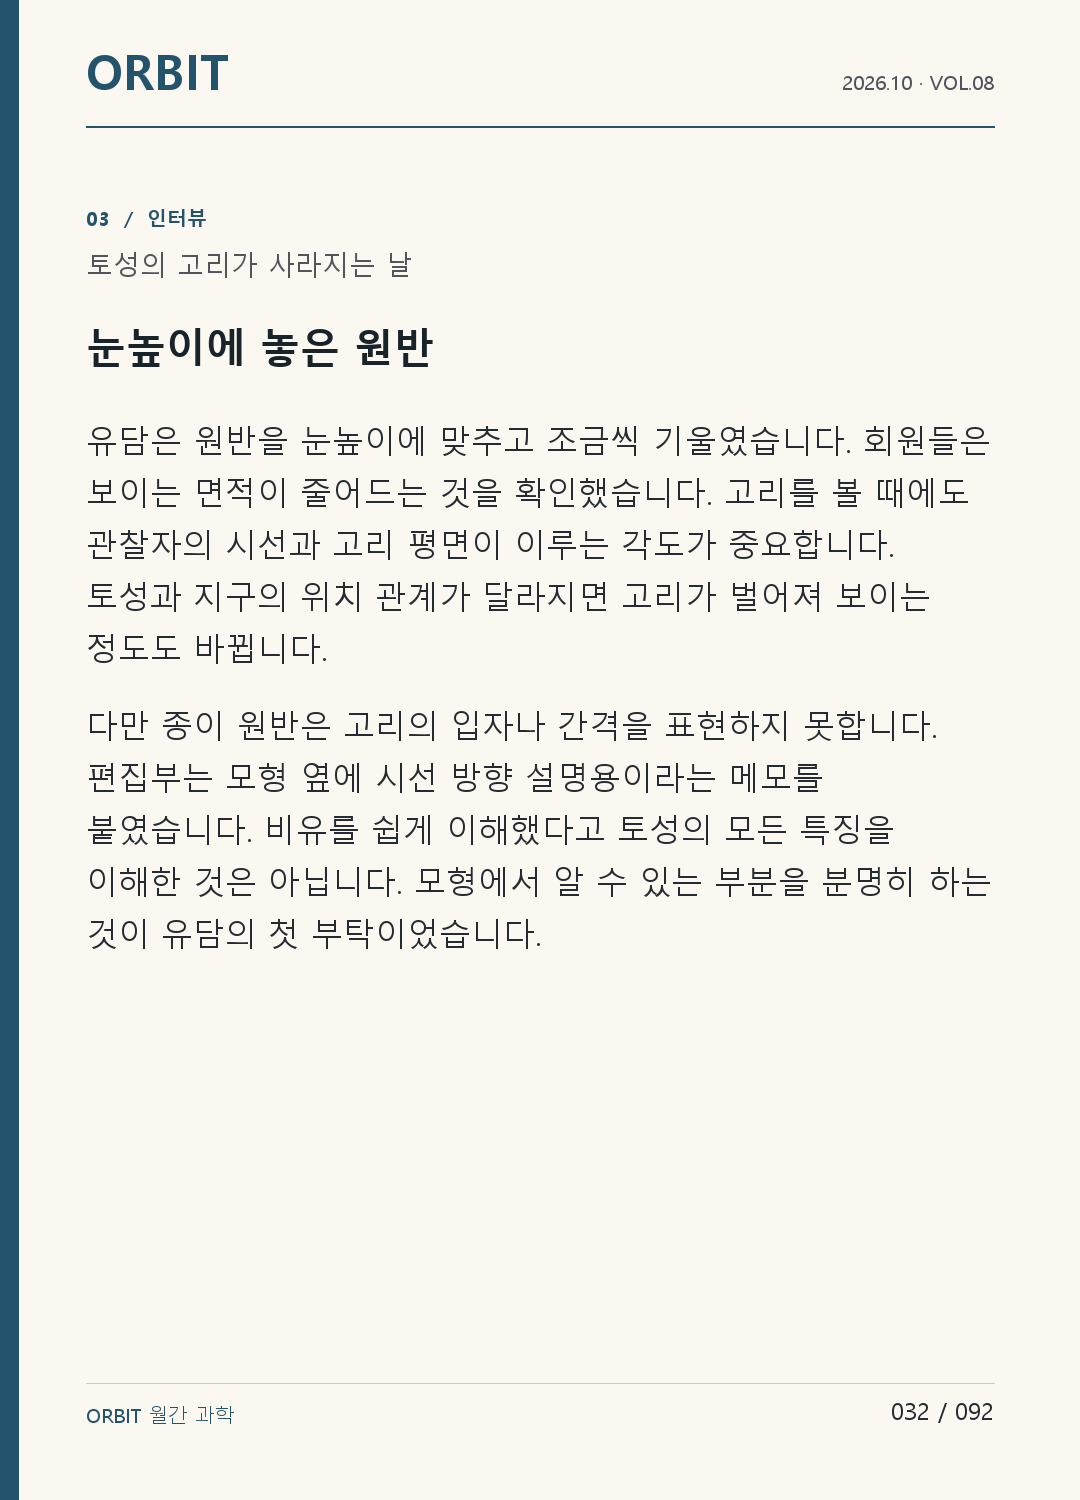 ORBIT
2026.10 · VOL.08
03 / 인터뷰
토성의 고리가 사라지는 날
눈높이에 놓은 원반
유담은 원반을 눈높이에 맞추고 조금씩 기울였습니다. 회원들은
보이는 면적이 줄어드는 것을 확인했습니다. 고리를 볼 때에도
관찰자의 시선과 고리 평면이 이루는 각도가 중요합니다.
토성과 지구의 위치 관계가 달라지면 고리가 벌어져 보이는
정도도 바뀝니다.
다만 종이 원반은 고리의 입자나 간격을 표현하지 못합니다.
편집부는 모형 옆에 시선 방향 설명용이라는 메모를
붙였습니다. 비유를 쉽게 이해했다고 토성의 모든 특징을
이해한 것은 아닙니다. 모형에서 알 수 있는 부분을 분명히 하는
것이 유담의 첫 부탁이었습니다.
ORBIT 월간 과학
032 / 092